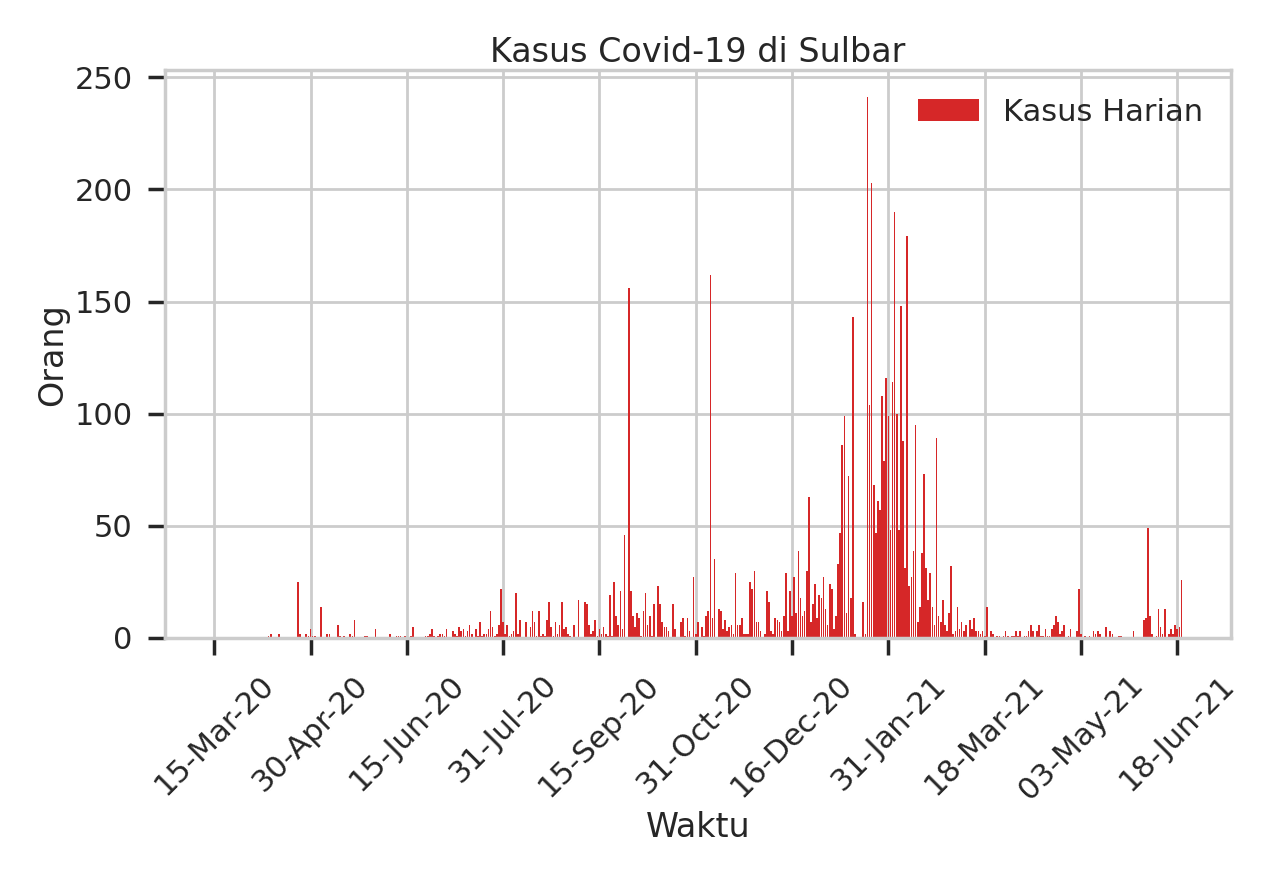 Kasus Covid-19 di Sulbar
Kasus Harian
Orang
250
200
150
100
50
0
15-Mar-20
30-Apr-20
15-Jun-20
31-Jul-20
15-Sep-20
31-Oct-20
16-Dec-20
31-Jan-21
18-Mar-21
03-May-21
18-Jun-21
Waktu